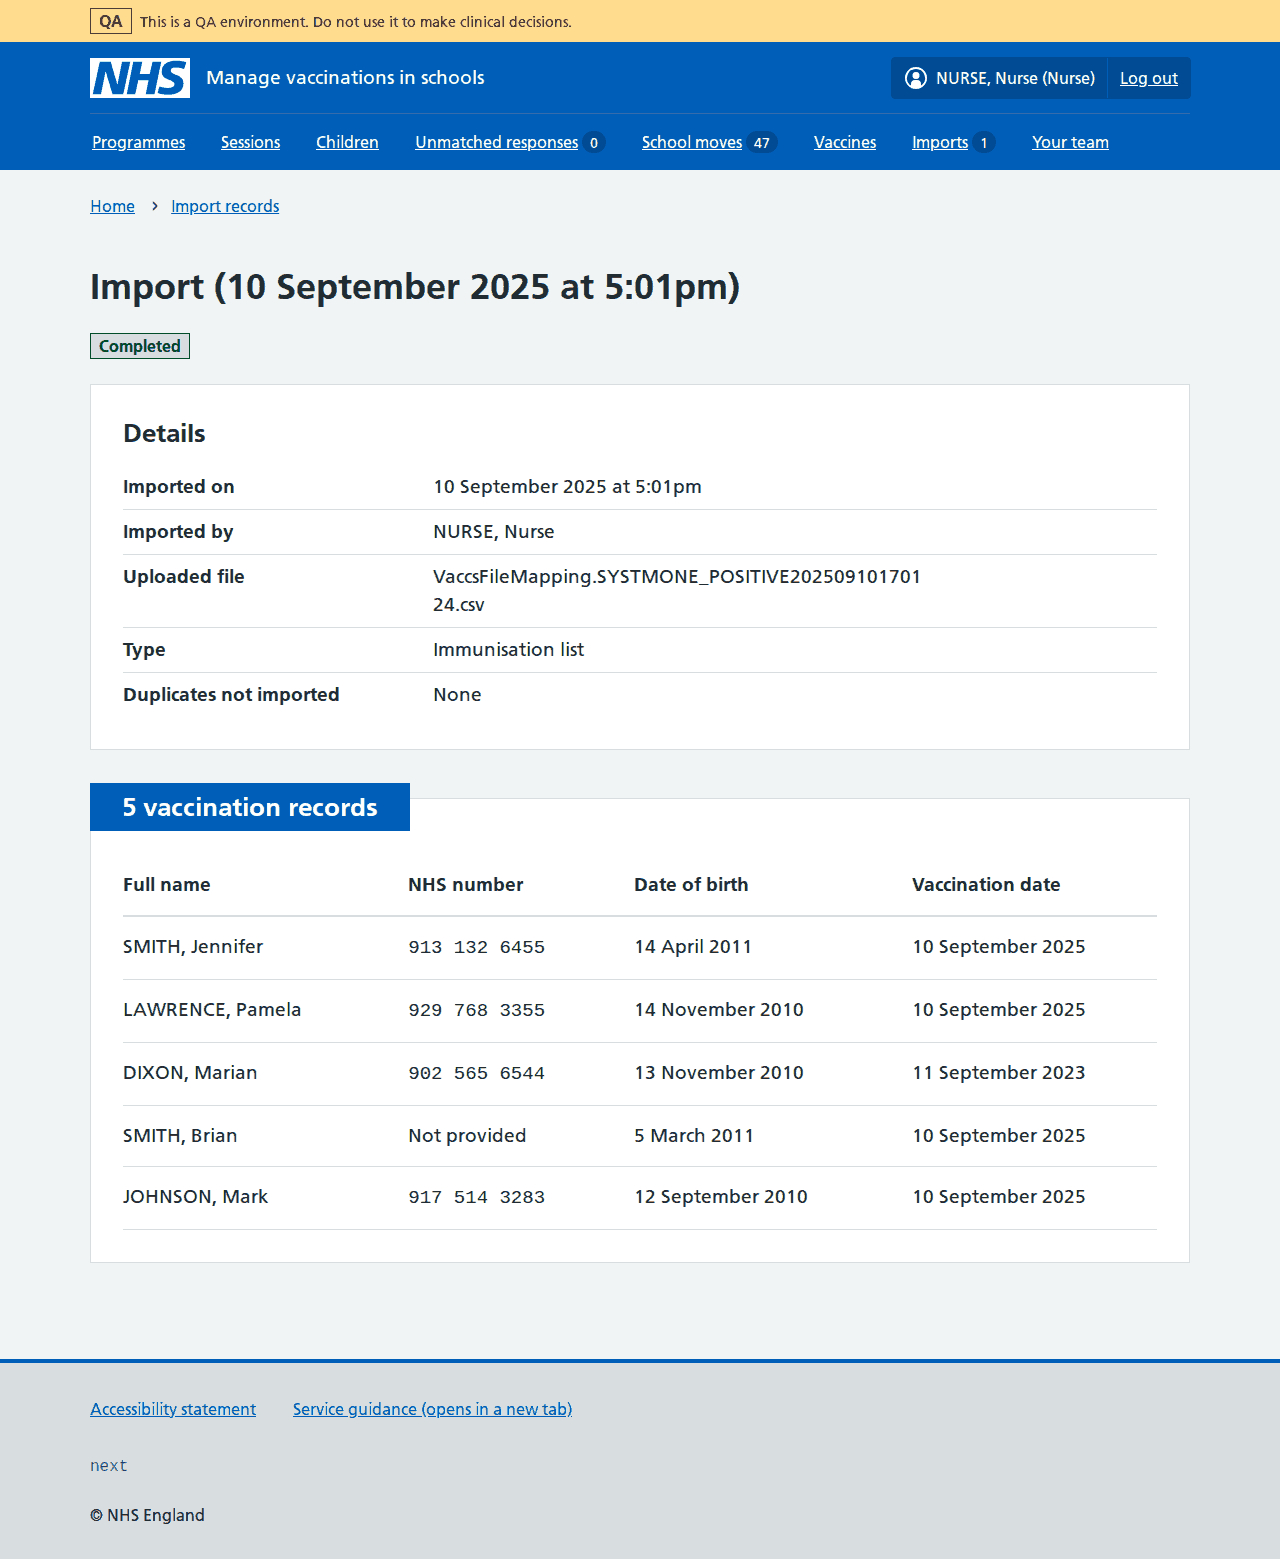 QA This is a QA environment. Do not use it to make clinical decisions.
NHS Manage vaccinations in schools NURSE, Nurse (Nurse) Log out
Programmes Sessions Children Unmatched responses 0 School moves 47 Vaccines Imports 1 Your team
Home › Import records
Import (10 September 2025 at 5:01pm)
Completed
Details
Imported on 10 September 2025 at 5:01pm
Imported by NURSE, Nurse
Uploaded file VaccsFileMapping.SYSTMONE_POSITIVE202509101701
24.csv
Type Immunisation list
Duplicates not imported None
5 vaccination records
Full name NHS number Date of birth Vaccination date
SMITH, Jennifer 913 132 6455 14 April 2011 10 September 2025
LAWRENCE, Pamela 929 768 3355 14 November 2010 10 September 2025
DIXON, Marian 902 565 6544 13 November 2010 11 September 2023
SMITH, Brian Not provided 5 March 2011 10 September 2025
JOHNSON, Mark 917 514 3283 12 September 2010 10 September 2025
Accessibility statement Service guidance (opens in a new tab)
next
© NHS England